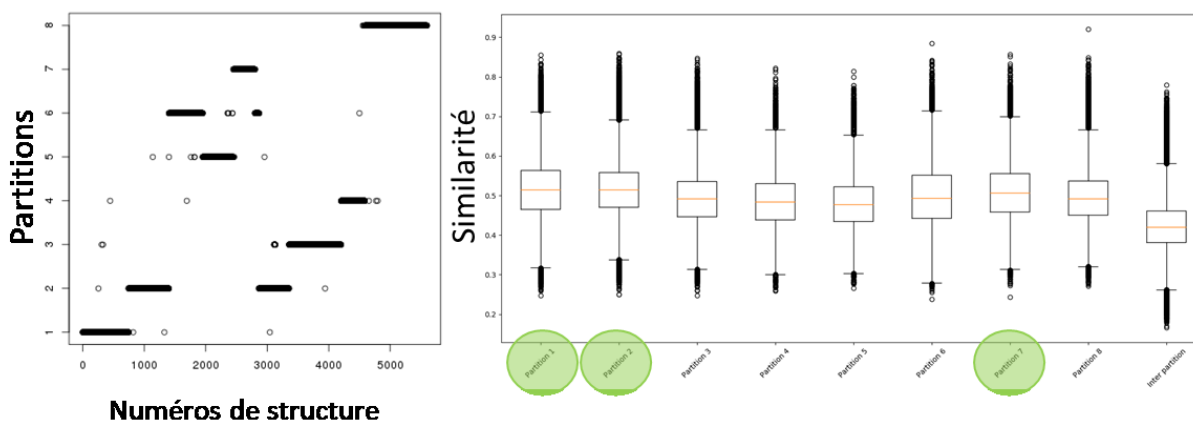 Partitions
8
7
6
5
4
3
2
1
0 1000 2000 3000 4000 5000
Numéros de structure
Similarité
0.9
0.8
0.7
0.6
0.5
0.4
0.3
0.2
Partition 1
Partition 2
Partition 3
Partition 4
Partition 5
Partition 6
Partition 7
Partition 8
Inter partition